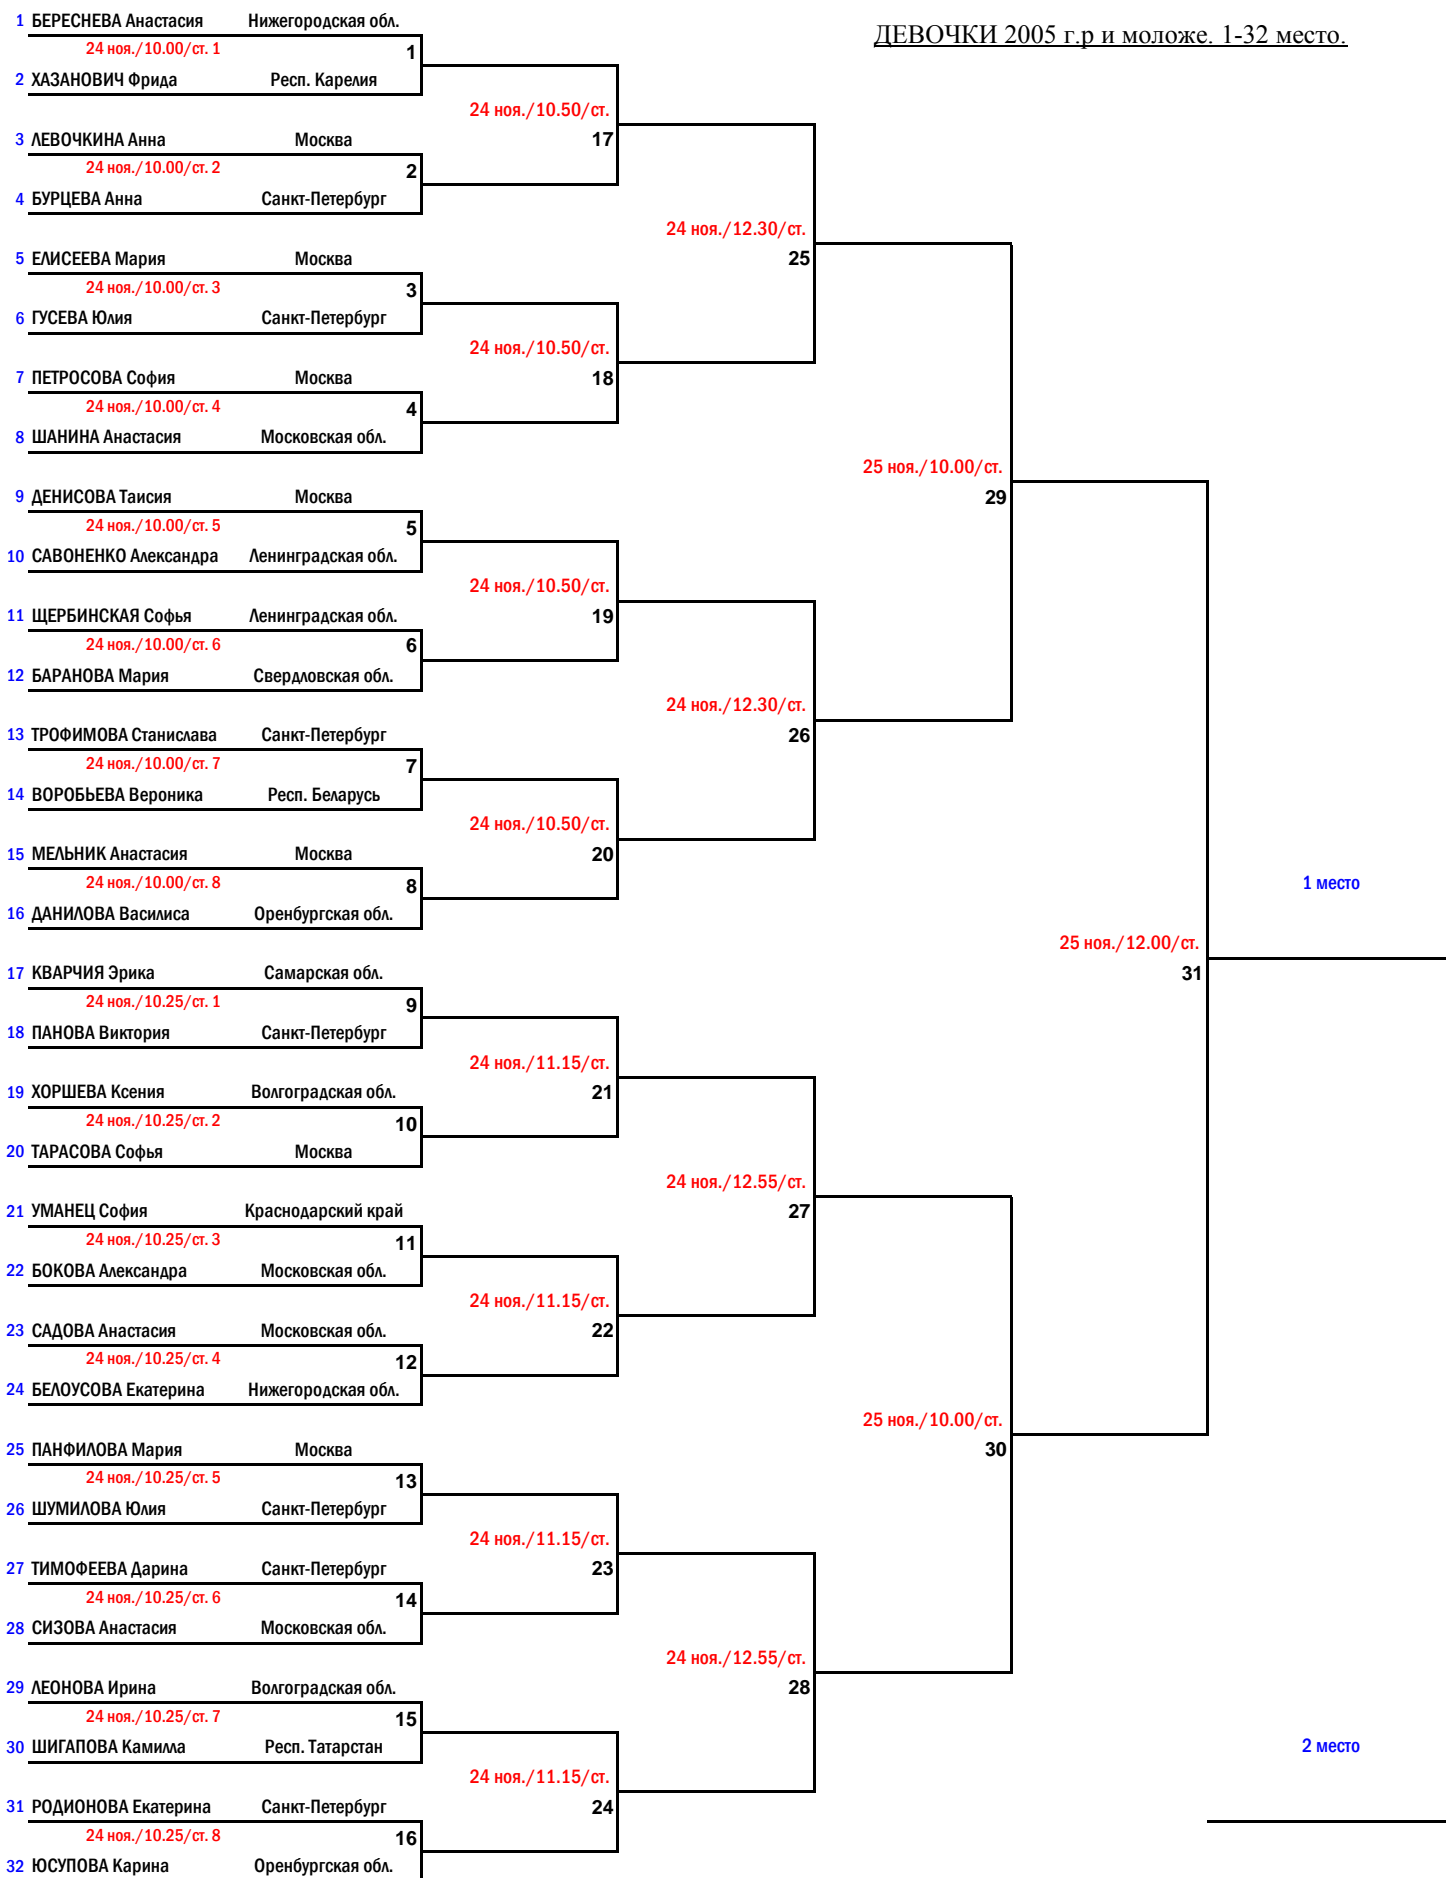 ДЕВОЧКИ 2005 г.р и моложе. 1-32 место.
1 БЕРЕСНЕВА Анастасия Нижегородская обл.
24 ноя./10.00/ст. 1 1
2 ХАЗАНОВИЧ Фрида Респ. Карелия
24 ноя./10.50/ст.
17
3 ЛЕВОЧКИНА Анна Москва
24 ноя./10.00/ст. 2 2
4 БУРЦЕВА Анна Санкт-Петербург
24 ноя./12.30/ст.
25
5 ЕЛИСЕЕВА Мария Москва
24 ноя./10.00/ст. 3 3
6 ГУСЕВА Юлия Санкт-Петербург
24 ноя./10.50/ст.
18
7 ПЕТРОСОВА София Москва
24 ноя./10.00/ст. 4 4
8 ШАНИНА Анастасия Московская обл.
25 ноя./10.00/ст.
29
9 ДЕНИСОВА Таисия Москва
24 ноя./10.00/ст. 5 5
10 САВОНЕНКО Александра Ленинградская обл.
24 ноя./10.50/ст.
19
11 ЩЕРБИНСКАЯ Софья Ленинградская обл.
24 ноя./10.00/ст. 6 6
12 БАРАНОВА Мария Свердловская обл.
24 ноя./12.30/ст.
26
13 ТРОФИМОВА Станислава Санкт-Петербург
24 ноя./10.00/ст. 7 7
14 ВОРОБЬЕВА Вероника Респ. Беларусь
24 ноя./10.50/ст.
20
15 МЕЛЬНИК Анастасия Москва
24 ноя./10.00/ст. 8 8
1 место
16 ДАНИЛОВА Василиса Оренбургская обл.
25 ноя./12.00/ст.
31
17 КВАРЧИЯ Эрика Самарская обл.
24 ноя./10.25/ст. 1 9
18 ПАНОВА Виктория Санкт-Петербург
24 ноя./11.15/ст.
21
19 ХОРШЕВА Ксения Волгоградская обл.
24 ноя./10.25/ст. 2 10
20 ТАРАСОВА Софья Москва
24 ноя./12.55/ст.
27
21 УМАНЕЦ София Краснодарский край
24 ноя./10.25/ст. 3 11
22 БОКОВА Александра Московская обл.
24 ноя./11.15/ст.
22
23 САДОВА Анастасия Московская обл.
24 ноя./10.25/ст. 4 12
24 БЕЛОУСОВА Екатерина Нижегородская обл.
25 ноя./10.00/ст.
30
25 ПАНФИЛОВА Мария Москва
24 ноя./10.25/ст. 5 13
26 ШУМИЛОВА Юлия Санкт-Петербург
24 ноя./11.15/ст.
23
27 ТИМОФЕЕВА Дарина Санкт-Петербург
24 ноя./10.25/ст. 6 14
28 СИЗОВА Анастасия Московская обл.
24 ноя./12.55/ст.
28
29 ЛЕОНОВА Ирина Волгоградская обл.
24 ноя./10.25/ст. 7 15
30 ШИГАПОВА Камилла Респ. Татарстан
2 место
24 ноя./11.15/ст.
24
31 РОДИОНОВА Екатерина Санкт-Петербург
24 ноя./10.25/ст. 8 16
32 ЮСУПОВА Карина Оренбургская обл.